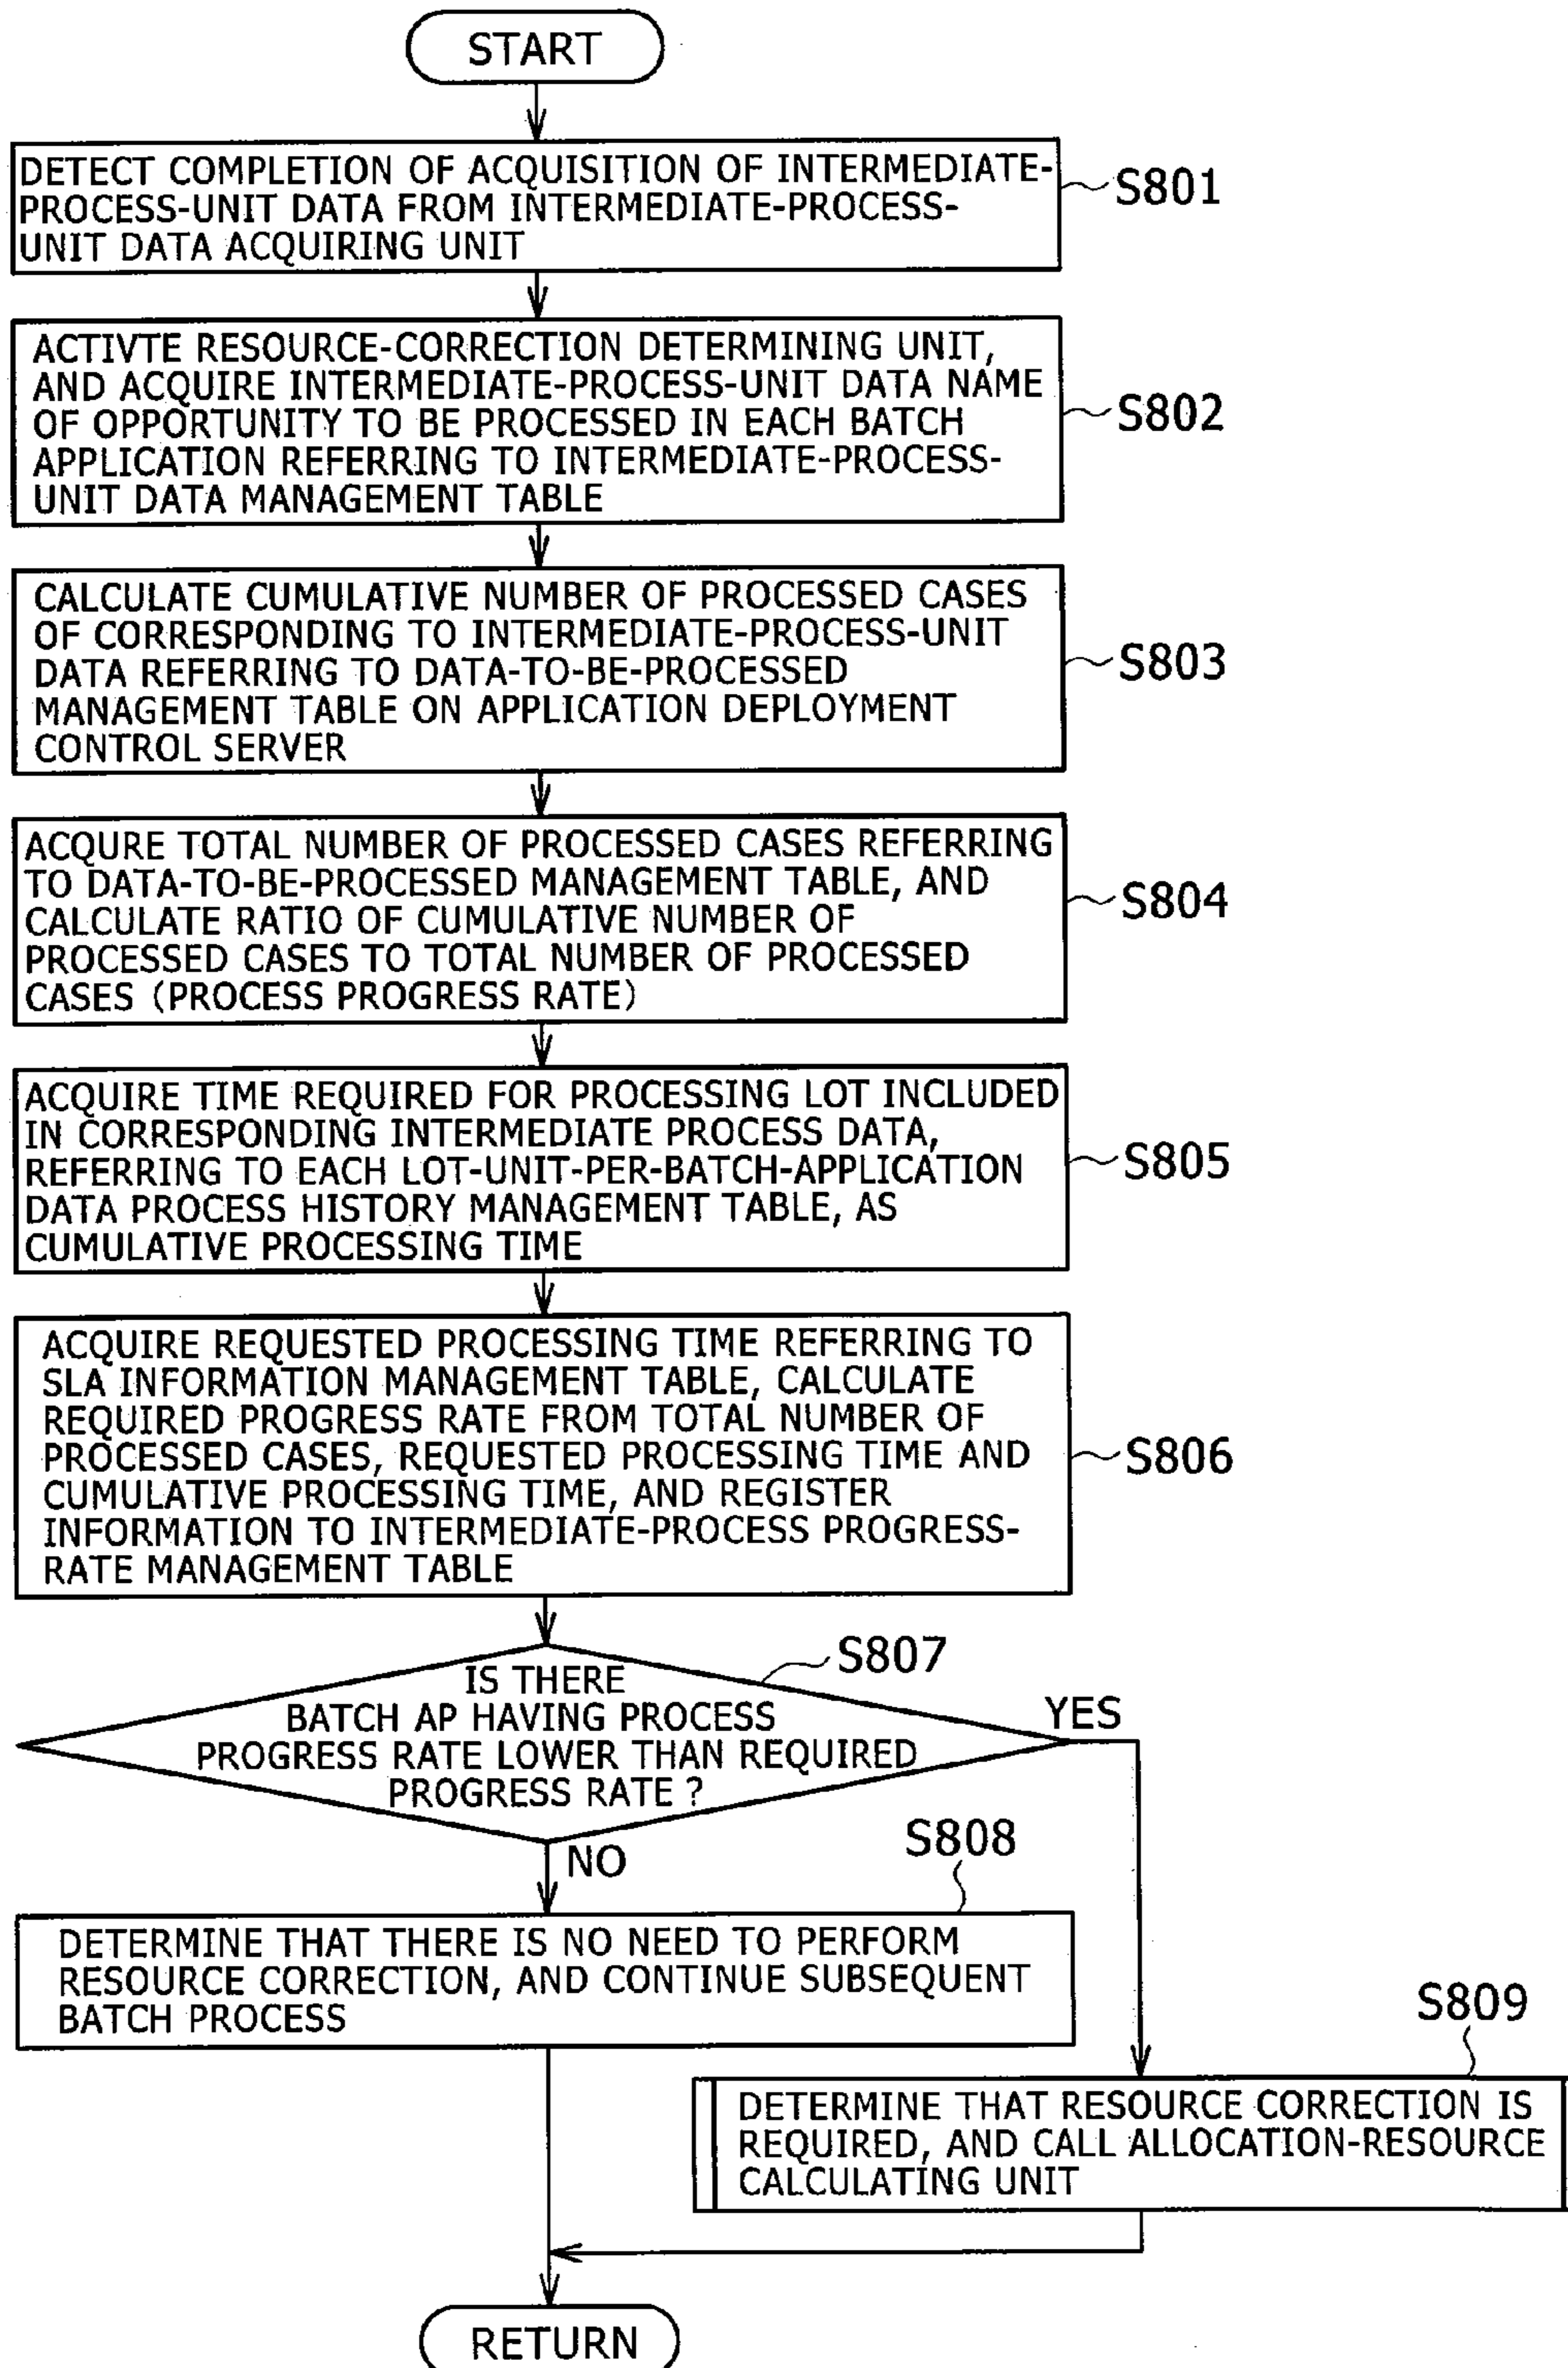 START
DETECT COMPLETION OF ACQUISITION OF INTERMEDIATE-
PROCESS-UNIT DATA FROM INTERMEDIATE-PROCESS-
UNIT DATA ACQUIRING UNIT
S801
ACTIVTE RESOURCE-CORRECTION DETERMINING UNIT,
AND ACQUIRE INTERMEDIATE-PROCESS-UNIT DATA NAME
OF OPPORTUNITY TO BE PROCESSED IN EACH BATCH
APPLICATION REFERRING TO INTERMEDIATE-PROCESS-
UNIT DATA MANAGEMENT TABLE
S802
CALCULATE CUMULATIVE NUMBER OF PROCESSED CASES
OF CORRESPONDING TO INTERMEDIATE-PROCESS-UNIT
DATA REFERRING TO DATA-TO-BE-PROCESSED
MANAGEMENT TABLE ON APPLICATION DEPLOYMENT
CONTROL SERVER
S803
ACQURE TOTAL NUMBER OF PROCESSED CASES REFERRING
TO DATA-TO-BE-PROCESSED MANAGEMENT TABLE, AND
CALCULATE RATIO OF CUMULATIVE NUMBER OF
PROCESSED CASES TO TOTAL NUMBER OF PROCESSED
CASES (PROCESS PROGRESS RATE)
S804
ACQUIRE TIME REQUIRED FOR PROCESSING LOT INCLUDED
IN CORRESPONDING INTERMEDIATE PROCESS DATA,
REFERRING TO EACH LOT-UNIT-PER-BATCH-APPLICATION
DATA PROCESS HISTORY MANAGEMENT TABLE, AS
CUMULATIVE PROCESSING TIME
S805
ACQUIRE REQUESTED PROCESSING TIME REFERRING TO
SLA INFORMATION MANAGEMENT TABLE, CALCULATE
REQUIRED PROGRESS RATE FROM TOTAL NUMBER OF
PROCESSED CASES, REQUESTED PROCESSING TIME AND
CUMULATIVE PROCESSING TIME, AND REGISTER
INFORMATION TO INTERMEDIATE-PROCESS PROGRESS-
RATE MANAGEMENT TABLE
S806
S807
IS THERE
BATCH AP HAVING PROCESS
PROGRESS RATE LOWER THAN REQUIRED
PROGRESS RATE ?
YES
NO
S808
DETERMINE THAT THERE IS NO NEED TO PERFORM
RESOURCE CORRECTION, AND CONTINUE SUBSEQUENT
BATCH PROCESS
S809
DETERMINE THAT RESOURCE CORRECTION IS
REQUIRED, AND CALL ALLOCATION-RESOURCE
CALCULATING UNIT
RETURN